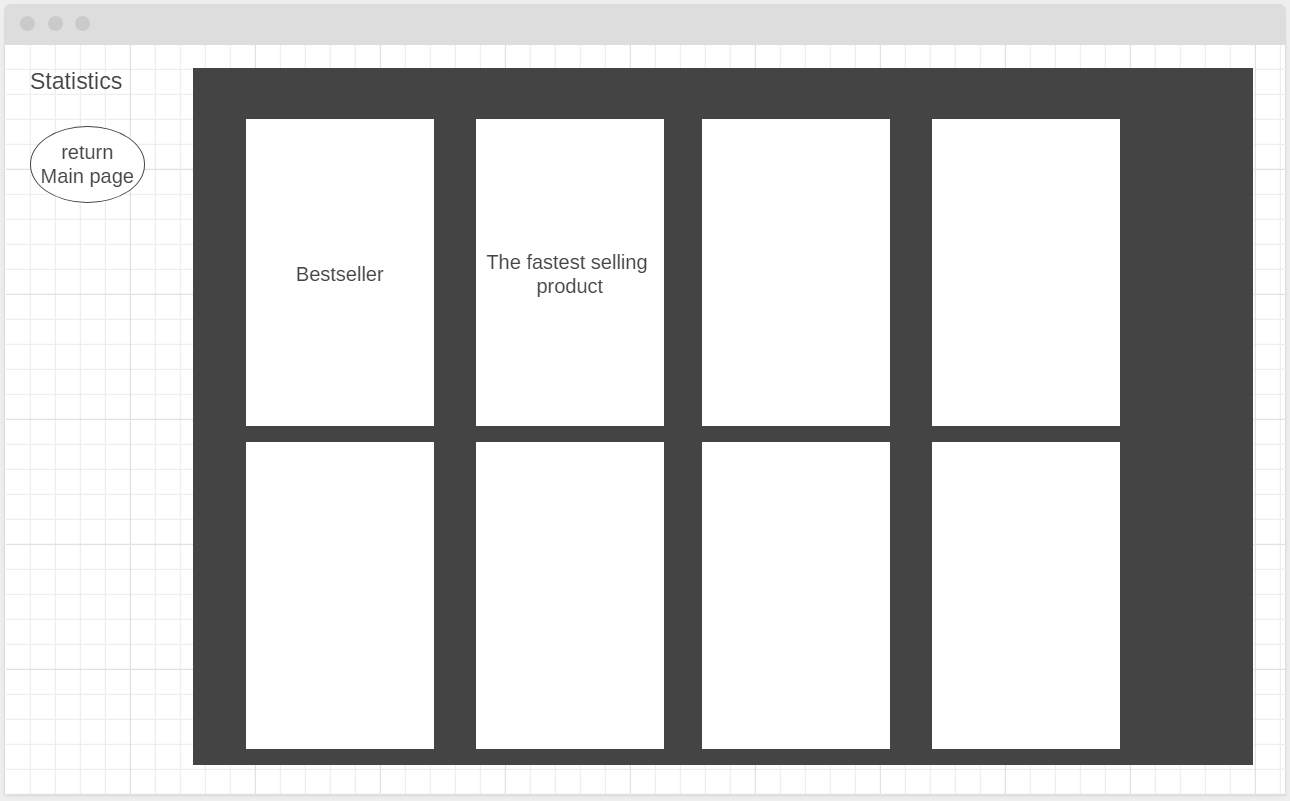 Statistics
return
Main page
Bestseller
The fastest selling
product